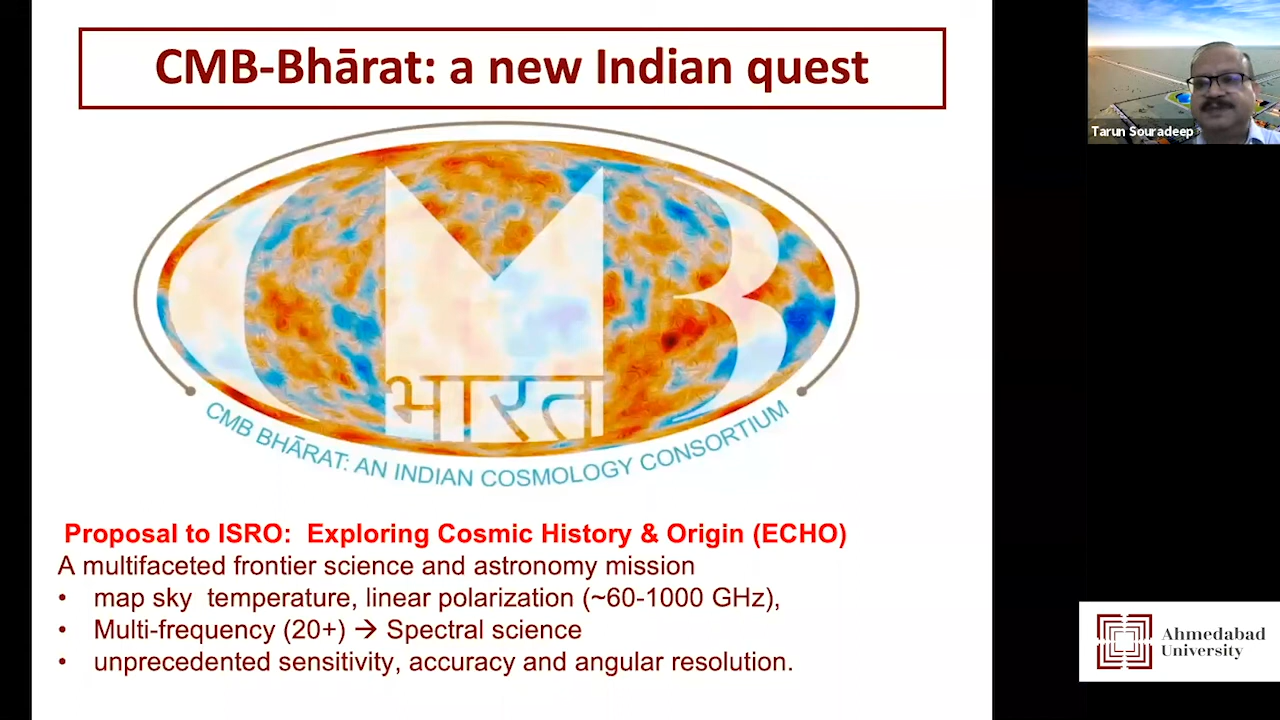 CMB-Bhārat: a new Indian quest
Tarun Souradeep
CMB
भारत
CMB BHĀRAT: AN INDIAN COSMOLOGY CONSORTIUM
Proposal to ISRO: Exploring Cosmic History & Origin (ECHO)
A multifaceted frontier science and astronomy mission
• map sky temperature, linear polarization (~60-1000 GHz),
• Multi-frequency (20+) → Spectral science
• unprecedented sensitivity, accuracy and angular resolution.
Ahmedabad
University